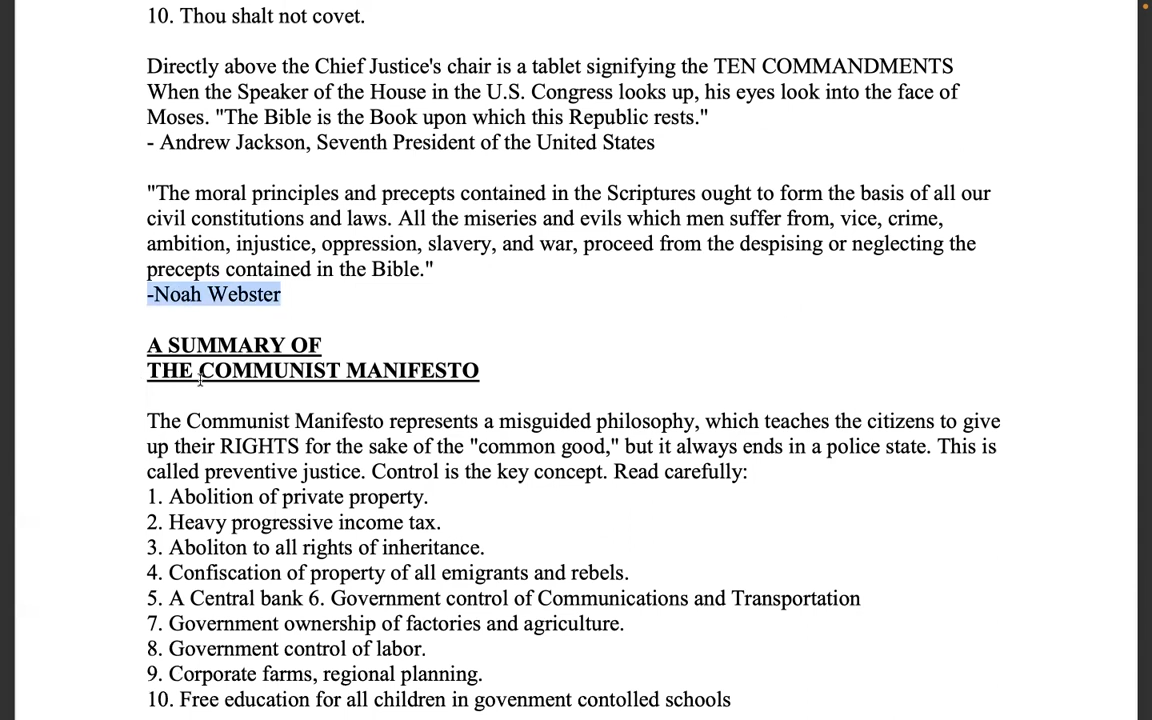 10. Thou shalt not covet.
Directly above the Chief Justice's chair is a tablet signifying the TEN COMMANDMENTS
When the Speaker of the House in the U.S. Congress looks up, his eyes look into the face of
Moses. "The Bible is the Book upon which this Republic rests."
- Andrew Jackson, Seventh President of the United States
"The moral principles and precepts contained in the Scriptures ought to form the basis of all our
civil constitutions and laws. All the miseries and evils which men suffer from, vice, crime,
ambition, injustice, oppression, slavery, and war, proceed from the despising or neglecting the
precepts contained in the Bible."
-Noah Webster
A SUMMARY OF
THE COMMUNIST MANIFESTO
The Communist Manifesto represents a misguided philosophy, which teaches the citizens to give
up their RIGHTS for the sake of the "common good," but it always ends in a police state. This is
called preventive justice. Control is the key concept. Read carefully:
1. Abolition of private property.
2. Heavy progressive income tax.
3. Aboliton to all rights of inheritance.
4. Confiscation of property of all emigrants and rebels.
5. A Central bank 6. Government control of Communications and Transportation
7. Government ownership of factories and agriculture.
8. Government control of labor.
9. Corporate farms, regional planning.
10. Free education for all children in govenment contolled schools